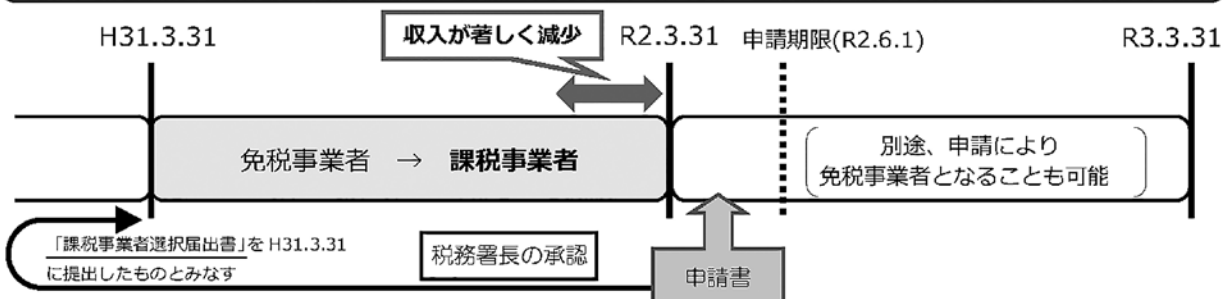 H31.3.31
収入が著しく減少
R2.3.31
申請期限(R2.6.1)
R3.3.31
免税事業者 → 課税事業者
別途、申請により
免税事業者となることも可能
「課税事業者選択届出書」を H31.3.31
に提出したものとみなす
税務署長の承認
申請書